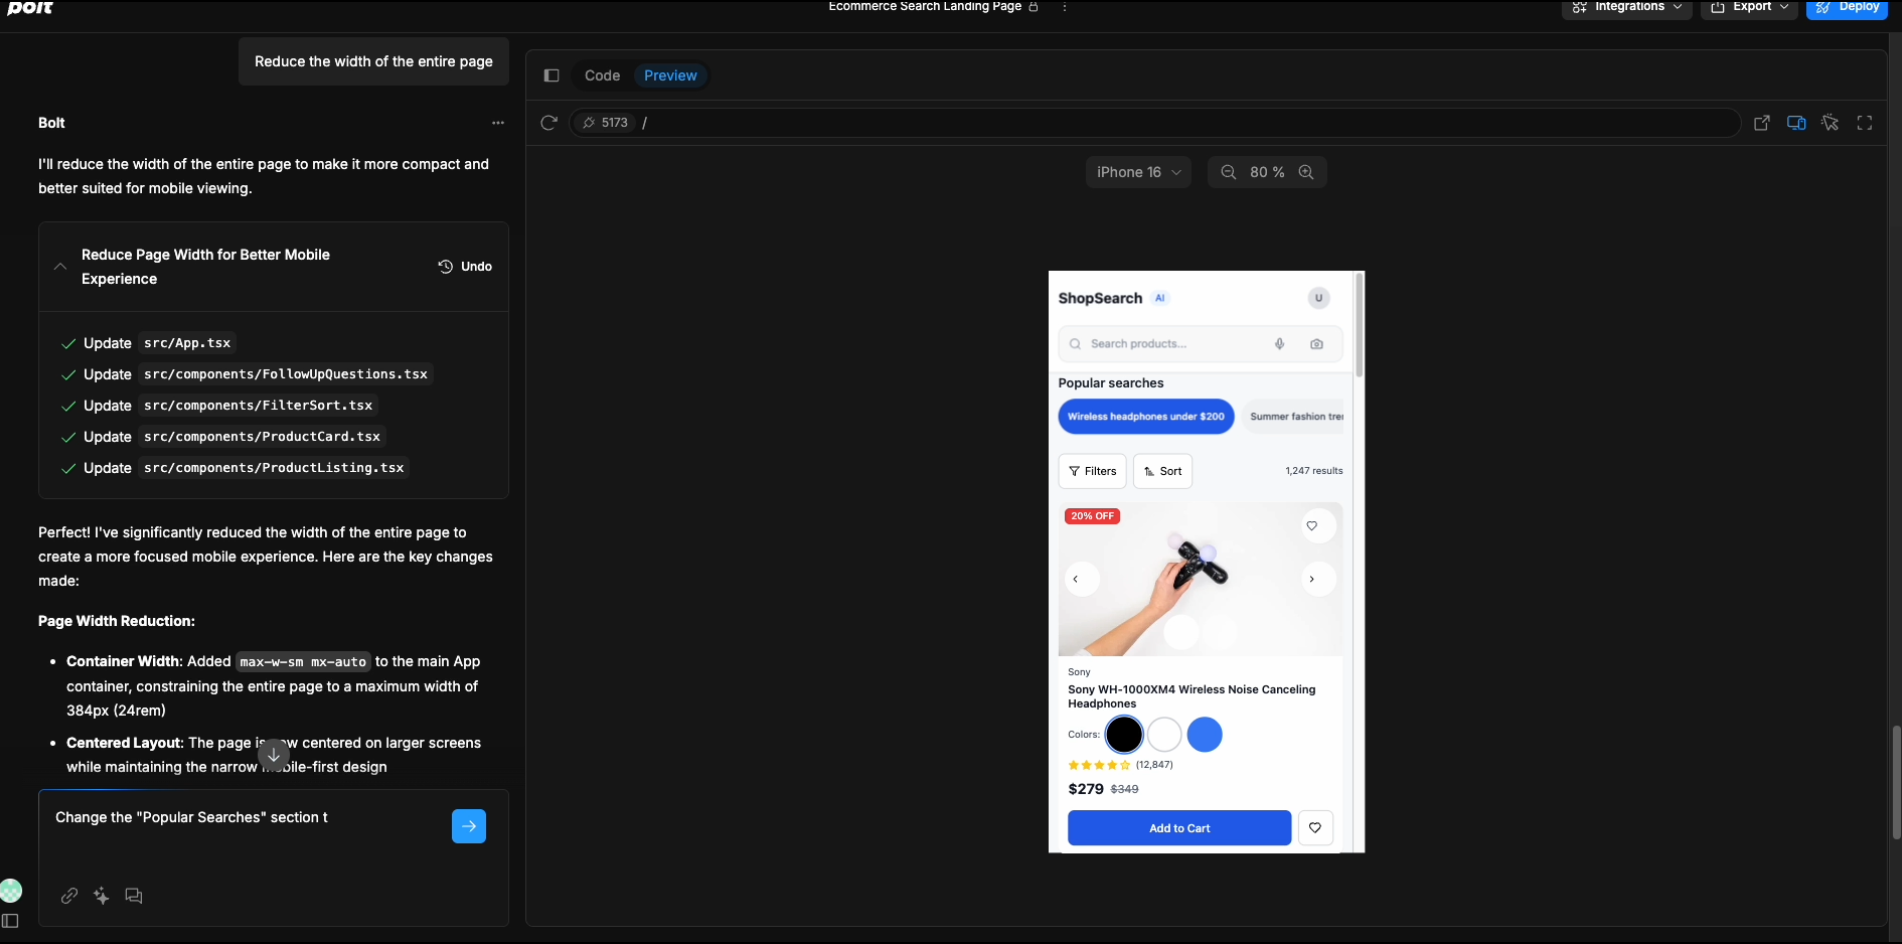 bolt
Ecommerce Search Landing Page
Integrations
Export
Deploy
Reduce the width of the entire page
Bolt
I'll reduce the width of the entire page to make it more compact and
better suited for mobile viewing.
Reduce Page Width for Better Mobile
Experience
Undo
Update src/App.tsx
Update src/components/FollowUpQuestions.tsx
Update src/components/FilterSort.tsx
Update src/components/ProductCard.tsx
Update src/components/ProductListing.tsx
Perfect! I've significantly reduced the width of the entire page to
create a more focused mobile experience. Here are the key changes
made:
Page Width Reduction:
Container Width: Added max-w-sm mx-auto to the main App
container, constraining the entire page to a maximum width of
384px (24rem)
Centered Layout: The page is now centered on larger screens
while maintaining the narrow mobile-first design
Change the "Popular Searches" section t
Code
Preview
5173 /
iPhone 16
80 %
ShopSearch AI
U
Search products...
Popular searches
Wireless headphones under $200
Summer fashion tre
Filters
Sort
1,247 results
20% OFF
Sony
Sony WH-1000XM4 Wireless Noise Canceling
Headphones
Colors:
(12,847)
$279 $349
Add to Cart